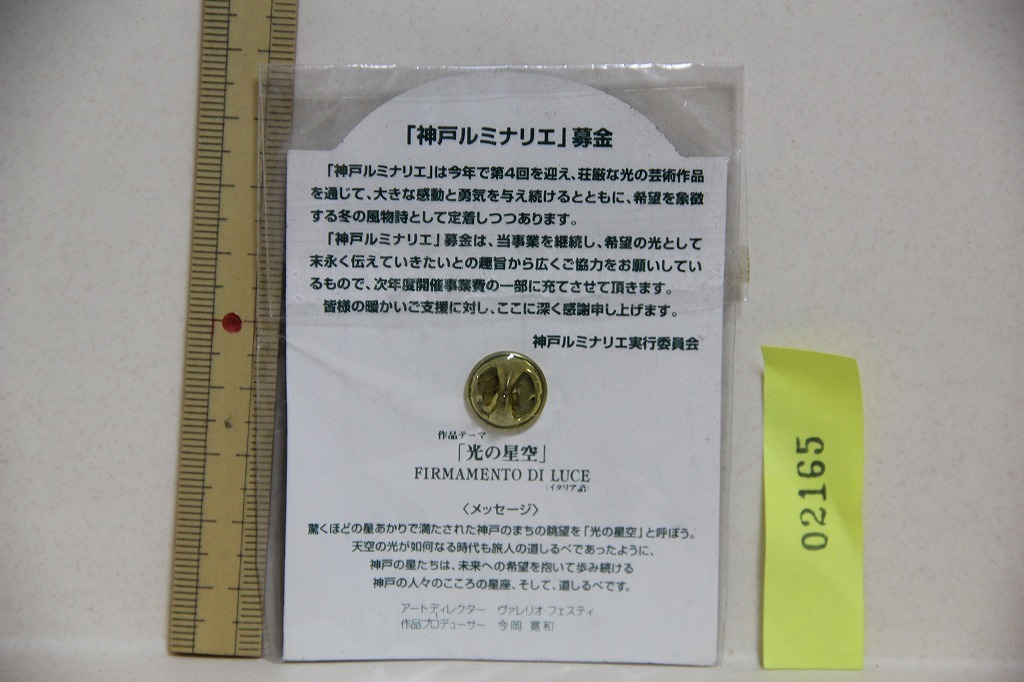 「神戸ルミナリエ」募金
「神戸ルミナリエ」は今年で第4回を迎え、荘厳な光の芸術作品
を通じて、大きな感動と勇気を与え続けるとともに、希望を象徴
する冬の風物詩として定着しつつあります。
「神戸ルミナリエ」募金は、当事業を継続し、希望の光として
末永く伝えていきたいとの趣旨から広くご協力をお願いしてい
るもので、次年度開催事業費の一部に充てさせて頂きます。
皆様の暖かいご支援に対し、ここに深く感謝申し上げます。
神戸ルミナリエ実行委員会
作品テーマ
「光の星空」
FIRMAMENTO DI LUCE
(イタリア語)
〈メッセージ〉
驚くほどの星あかりで満たされた神戸のまちの眺望を「光の星空」と呼ぼう。
天空の光が如何なる時代も旅人の道しるべであったように、
神戸の星たちは、未来への希望を抱いて歩み続ける
神戸の人々のこころの星座、そして、道しるべです。
アートディレクター ヴァレリオ・フェスティ
作品プロデューサー 今岡 寛和
02165